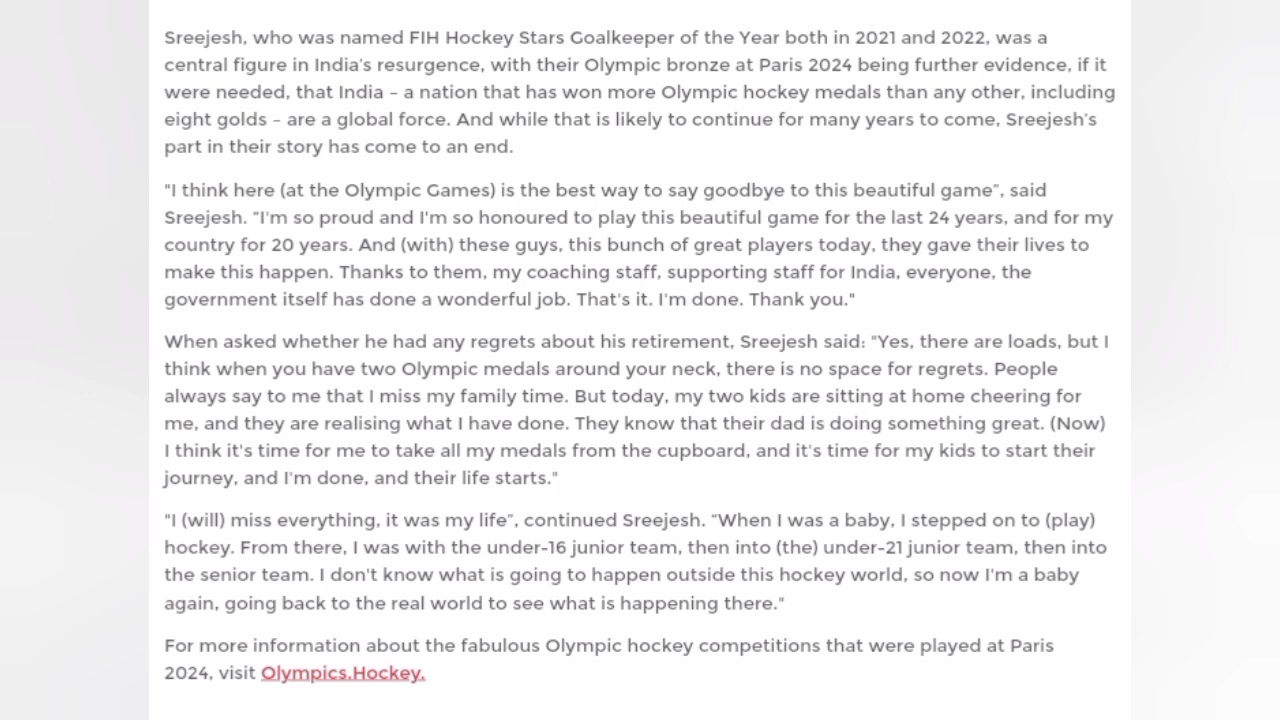 Sreejesh, who was named FIH Hockey Stars Goalkeeper of the Year both in 2021 and 2022, was a
central figure in India's resurgence, with their Olympic bronze at Paris 2024 being further evidence, if it
were needed, that India – a nation that has won more Olympic hockey medals than any other, including
eight golds – are a global force. And while that is likely to continue for many years to come, Sreejesh's
part in their story has come to an end.
"I think here (at the Olympic Games) is the best way to say goodbye to this beautiful game”, said
Sreejesh. “I'm so proud and I'm so honoured to play this beautiful game for the last 24 years, and for my
country for 20 years. And (with) these guys, this bunch of great players today, they gave their lives to
make this happen. Thanks to them, my coaching staff, supporting staff for India, everyone, the
government itself has done a wonderful job. That's it. I'm done. Thank you."
When asked whether he had any regrets about his retirement, Sreejesh said: "Yes, there are loads, but I
think when you have two Olympic medals around your neck, there is no space for regrets. People
always say to me that I miss my family time. But today, my two kids are sitting at home cheering for
me, and they are realising what I have done. They know that their dad is doing something great. (Now)
I think it's time for me to take all my medals from the cupboard, and it's time for my kids to start their
journey, and I'm done, and their life starts."
"I (will) miss everything, it was my life”, continued Sreejesh. “When I was a baby, I stepped on to (play)
hockey. From there, I was with the under-16 junior team, then into (the) under-21 junior team, then into
the senior team. I don't know what is going to happen outside this hockey world, so now I'm a baby
again, going back to the real world to see what is happening there."
For more information about the fabulous Olympic hockey competitions that were played at Paris
2024, visit Olympics.Hockey.